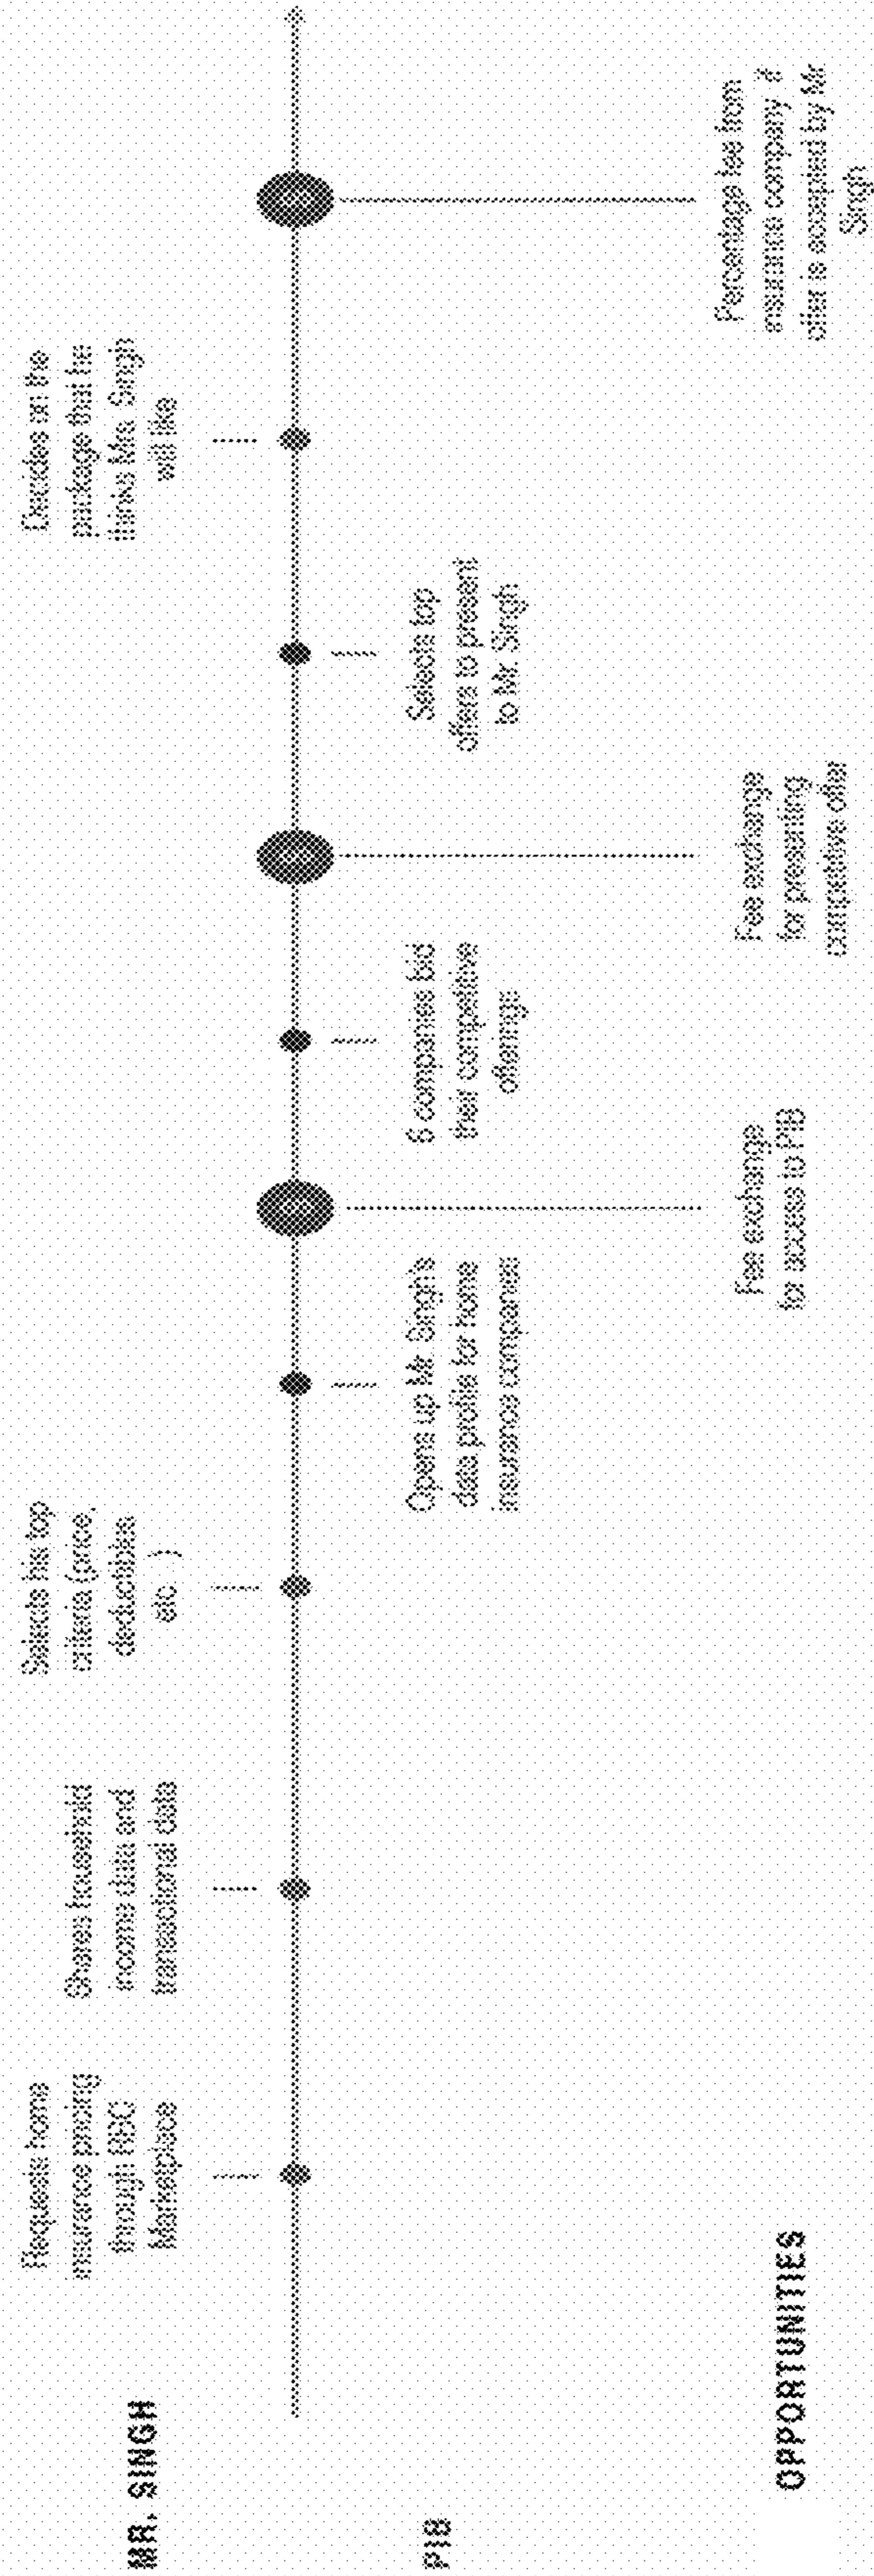 MR. SINGH
Requests home
insurance pricing
through RBC
Marketplace
Shares household
income data and
transactional data
Selects his top
criteria (price,
deductibles,
etc. )
Decides on the
package that he
thinks Mrs. Singh
will like
PIB
Opens up Mr. Singh's
data profile for home
insurance companies
6 companies bid
their competitive
offerings
Selects top
offers to present
to Mr. Singh
OPPORTUNITIES
Fee exchange
for access to PIB
Fee exchange
for presenting
competitive offer
Percentage fee from
insurance company if
offer is accepted by Mr.
Singh